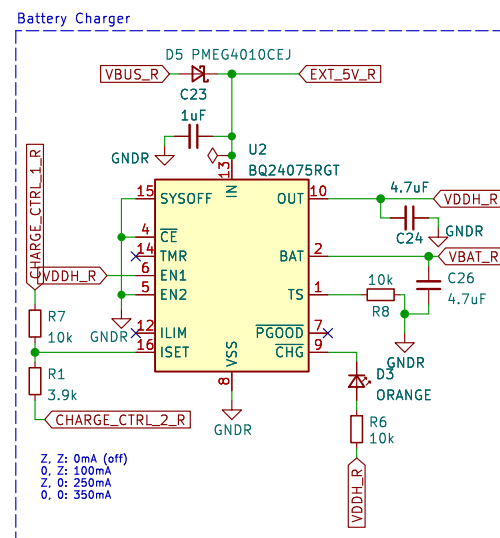 Battery Charger
D5 PMEG4010CEJ
VBUS_R
EXT_5V_R
C23
1uF
GNDR
U2
BQ24075RGT
13
IN
15
SYSOFF
OUT
10
4.7uF
VDDH_R
C24
GNDR
CHARGE_CTRL_1_R
4
CE
14
TMR
BAT
2
VBAT_R
VDDH_R
6
EN1
C26
4.7uF
5
EN2
TS
1
10k
R8
GNDR
R7
10k
12
ILIM
PGOOD
7
16
ISET
CHG
9
GNDR
VSS
8
R1
3.9k
D3
ORANGE
CHARGE_CTRL_2_R
GNDR
R6
10k
VDDH_R
Z, Z: 0mA (off)
0, Z: 100mA
Z, 0: 250mA
0, 0: 350mA